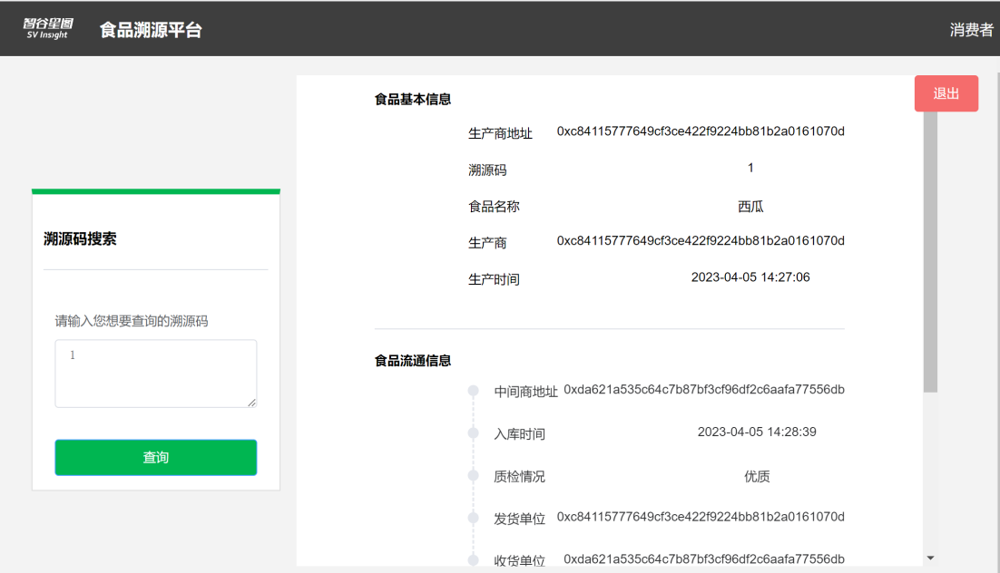 智谷星图
SV Insight
食品溯源平台
消费者
退出
溯源码搜索
请输入您想要查询的溯源码
1
查询
食品基本信息
生产商地址 0xc84115777649cf3ce422f9224bb81b2a0161070d
溯源码 1
食品名称 西瓜
生产商 0xc84115777649cf3ce422f9224bb81b2a0161070d
生产时间 2023-04-05 14:27:06
食品流通信息
中间商地址 0xda621a535c64c7b87bf3cf96df2c6aafa77556db
入库时间 2023-04-05 14:28:39
质检情况 优质
发货单位 0xc84115777649cf3ce422f9224bb81b2a0161070d
收货单位 0xda621a535c64c7b87bf3cf96df2c6aafa77556db